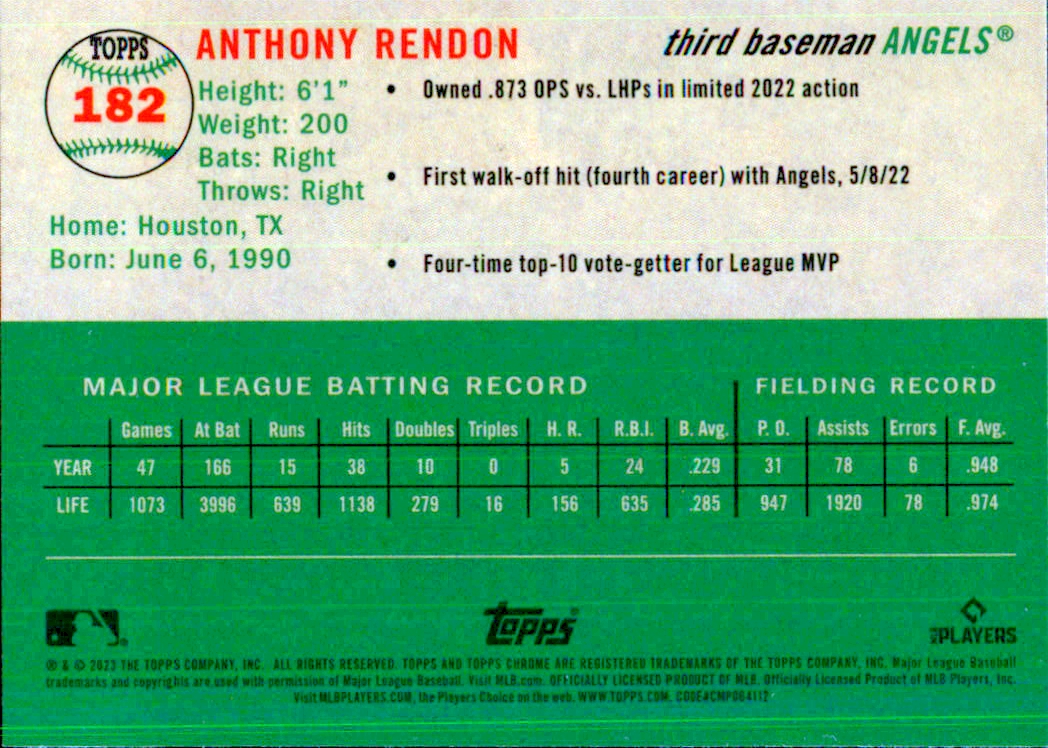 TOPPS
182
ANTHONY RENDON
third baseman ANGELS®
Height: 6'1"
Weight: 200
Bats: Right
Throws: Right
Home: Houston, TX
Born: June 6, 1990
• Owned .873 OPS vs. LHPs in limited 2022 action
• First walk-off hit (fourth career) with Angels, 5/8/22
• Four-time top-10 vote-getter for League MVP
MAJOR LEAGUE BATTING RECORD FIELDING RECORD
Games At Bat Runs Hits Doubles Triples H. R. R.B.I. B. Avg. P. O. Assists Errors F. Avg.
YEAR 47 166 15 38 10 0 5 24 .229 31 78 6 .948
LIFE 1073 3996 639 1138 279 16 156 635 .285 947 1920 78 .974
topps
PLAYERS
® & © 2023 THE TOPPS COMPANY, INC. ALL RIGHTS RESERVED. TOPPS AND TOPPS CHROME ARE REGISTERED TRADEMARKS OF THE TOPPS COMPANY, INC. Major League Baseball
trademarks and copyrights are used with permission of Major League Baseball. Visit MLB.com. OFFICIALLY LICENSED PRODUCT OF MLB. Officially Licensed Product of MLB Players, Inc.
Visit MLBPLAYERS.COM, the Players Choice on the web. WWW.TOPPS.COM. CODE#CMP064112